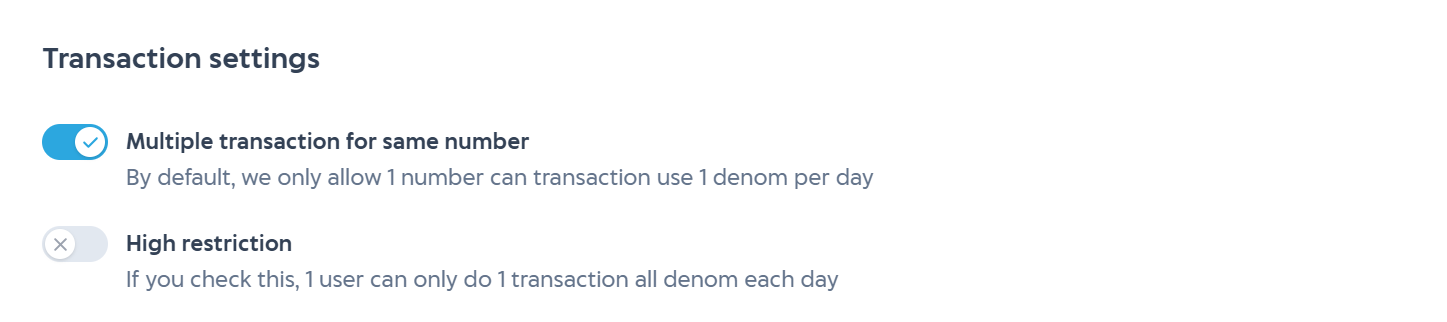 Transaction settings
Multiple transaction for same number
By default, we only allow 1 number can transaction use 1 denom per day
High restriction
If you check this, 1 user can only do 1 transaction all denom each day